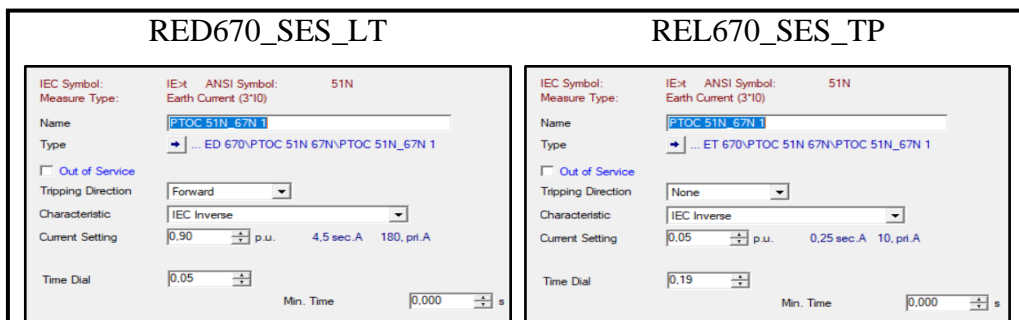 RED670_SES_LT
IEC Symbol: IE>t ANSI Symbol: 51N
Measure Type: Earth Current (3*I0)
Name PTOC 51N_67N 1
Type ... ED 670\PTOC 51N 67N\PTOC 51N_67N 1
Out of Service
Tripping Direction Forward
Characteristic IEC Inverse
Current Setting 0,90 p.u. 4,5 sec.A 180, pri.A
Time Dial 0,05
Min. Time 0,000 s
REL670_SES_TP
IEC Symbol: IE>t ANSI Symbol: 51N
Measure Type: Earth Current (3*I0)
Name PTOC 51N_67N 1
Type ... ET 670\PTOC 51N 67N\PTOC 51N_67N 1
Out of Service
Tripping Direction None
Characteristic IEC Inverse
Current Setting 0,05 p.u. 0,25 sec.A 10, pri.A
Time Dial 0,19
Min. Time 0,000 s